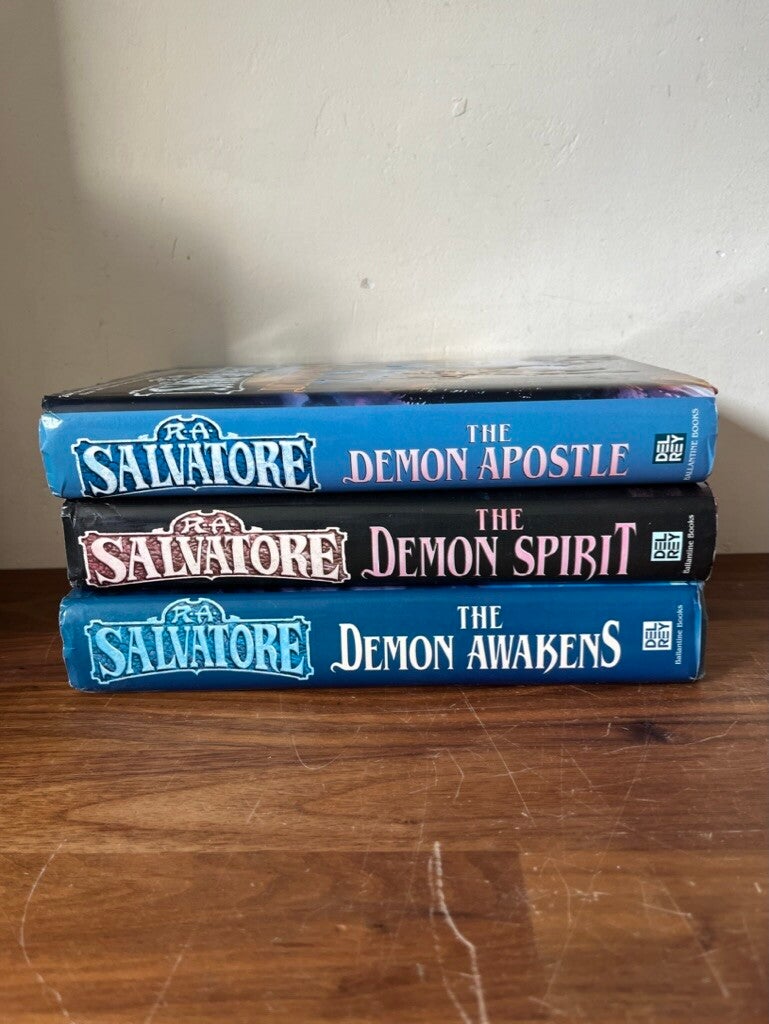 R·A
SALVATORE
THE
DEMON APOSTLE
DEL
REY
BALLANTINE BOOKS
R·A
SALVATORE
THE
DEMON SPIRIT
DEL
REY
Ballantine Books
R·A
SALVATORE
THE
DEMON AWAKENS
DEL
REY
Ballantine Books